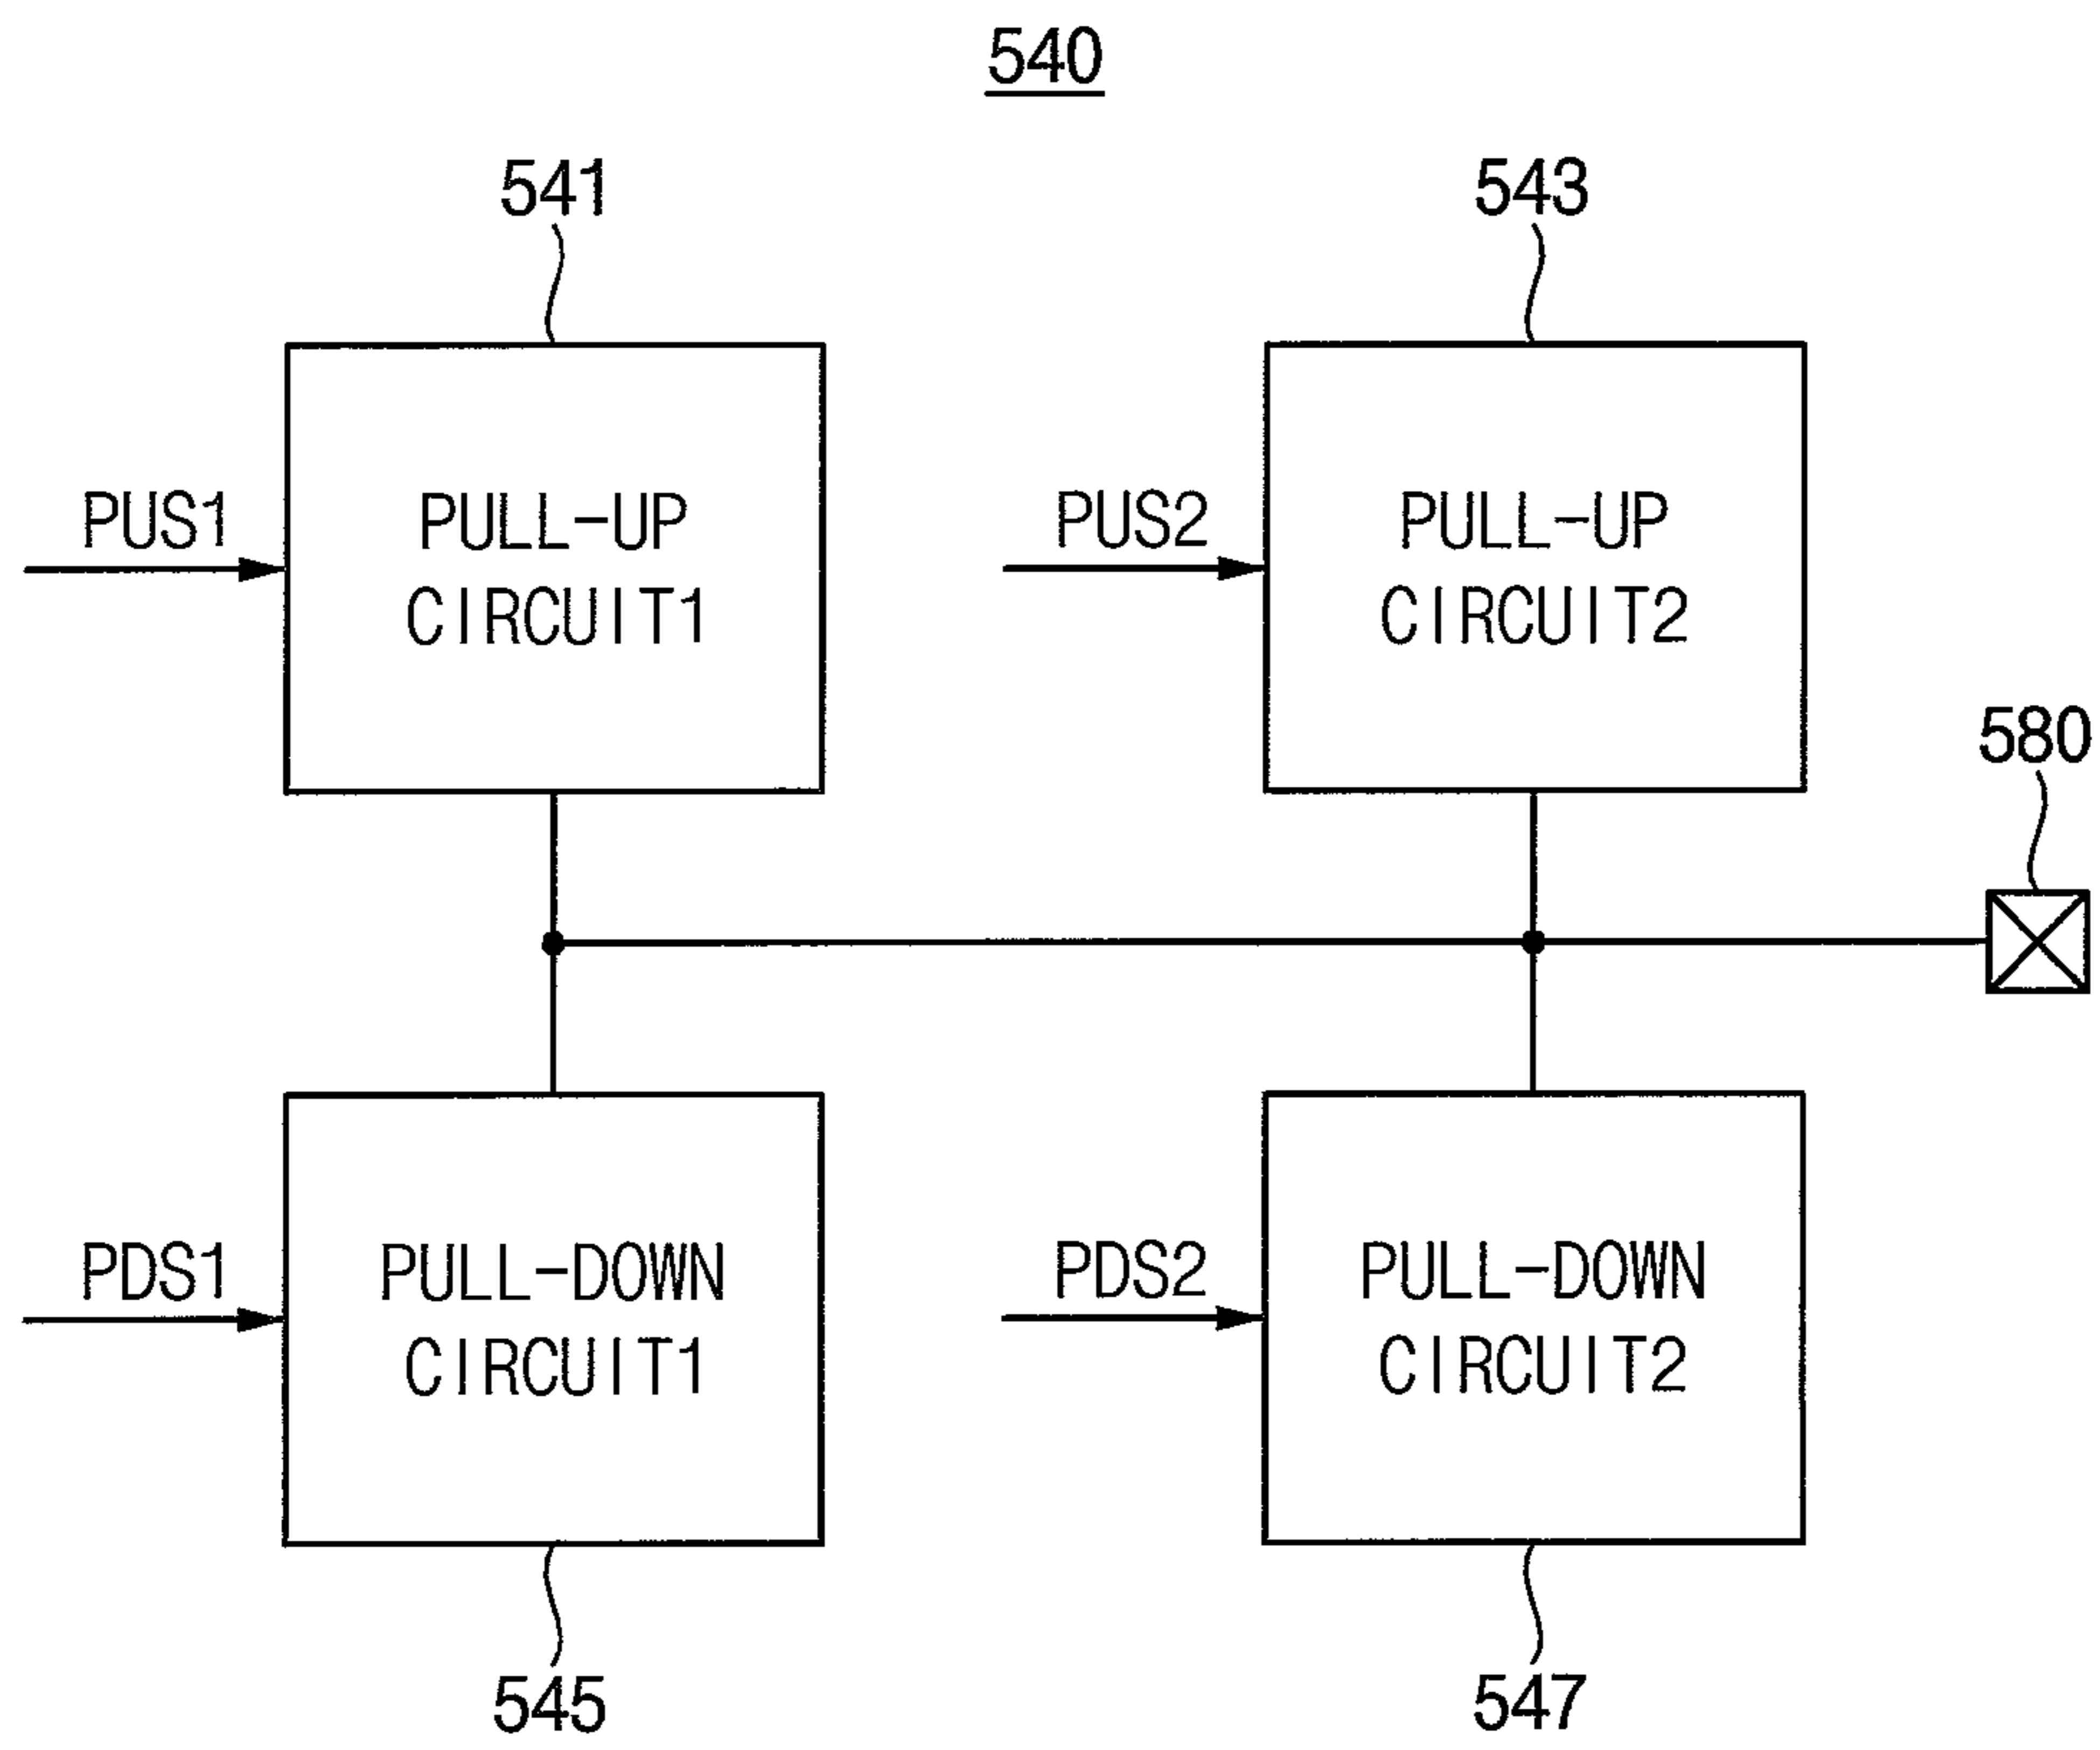 540
541
543
PUS1
PULL-UP
CIRCUIT1
PUS2
PULL-UP
CIRCUIT2
580
PDS1
PULL-DOWN
CIRCUIT1
PDS2
PULL-DOWN
CIRCUIT2
545
547